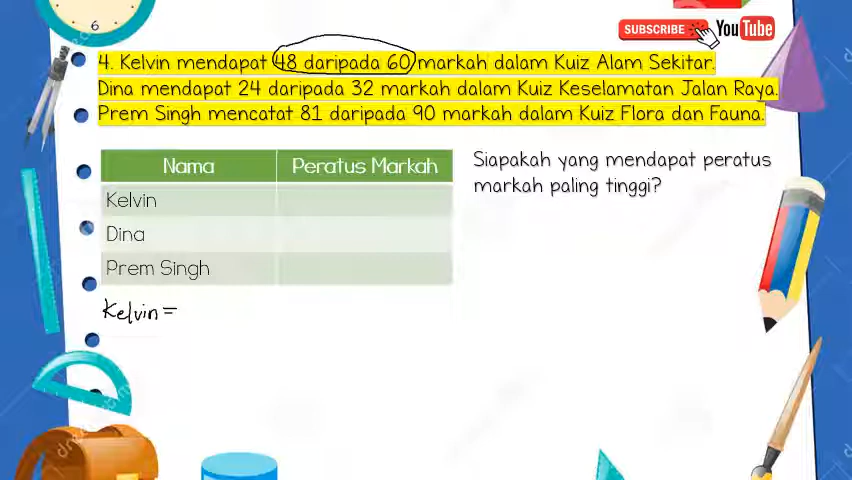 6
SUBSCRIBE YouTube
4. Kelvin mendapat 48 daripada 60 markah dalam Kuiz Alam Sekitar.
Dina mendapat 24 daripada 32 markah dalam Kuiz Keselamatan Jalan Raya.
Prem Singh mencatat 81 daripada 90 markah dalam Kuiz Flora dan Fauna.
Nama Peratus Markah
Kelvin
Dina
Prem Singh
Siapakah yang mendapat peratus
markah paling tinggi?
Kelvin =